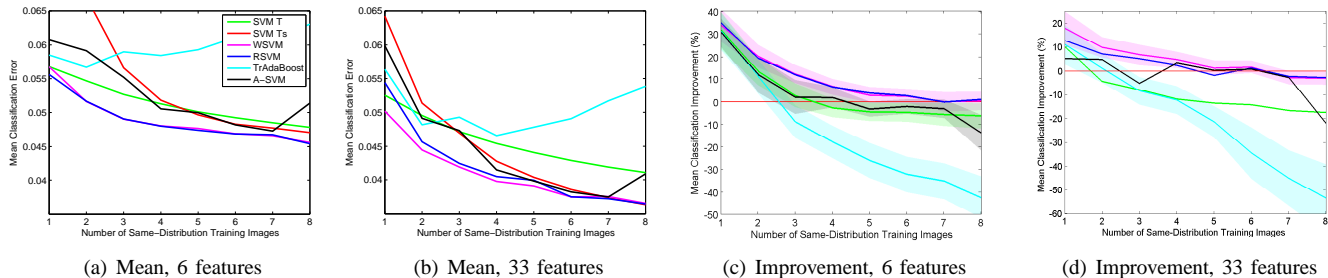 0.065
0.06
0.055
0.05
0.045
0.04
Mean Classification Error
1 2 3 4 5 6 7 8
Number of Same−Distribution Training Images
SVM T
SVM Ts
WSVM
RSVM
TrAdaBoost
A−SVM
(a) Mean, 6 features
0.065
0.06
0.055
0.05
0.045
0.04
Mean Classification Error
1 2 3 4 5 6 7 8
Number of Same−Distribution Training Images
(b) Mean, 33 features
40
30
20
10
0
-10
-20
-30
-40
-50
Mean Classification Improvement (%)
1 2 3 4 5 6 7 8
Number of Same-Distribution Training Images
(c) Improvement, 6 features
20
10
0
-10
-20
-30
-40
-50
-60
Mean Classification Improvement (%)
1 2 3 4 5 6 7 8
Number of Same-Distribution Training Images
(d) Improvement, 33 features